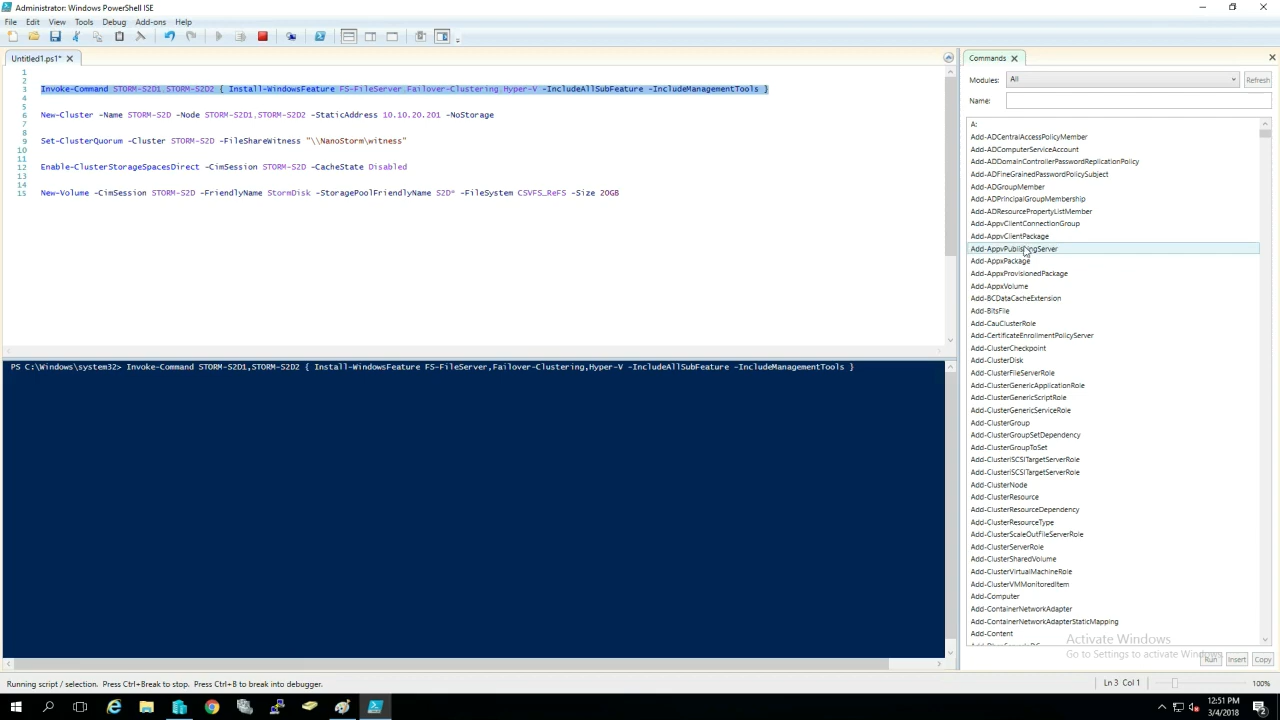 Administrator: Windows PowerShell ISE
File Edit View Tools Debug Add-ons Help
Untitled1.ps1*
1
2
3 Invoke-Command STORM-S2D1,STORM-S2D2 { Install-WindowsFeature FS-FileServer,Failover-Clustering,Hyper-V -IncludeAllSubFeature -IncludeManagementTools }
4
5
6 New-Cluster -Name STORM-S2D -Node STORM-S2D1,STORM-S2D2 -StaticAddress 10.10.20.201 -NoStorage
7
8
9 Set-ClusterQuorum -Cluster STORM-S2D -FileShareWitness "\\NanoStorm\witness"
10
11
12 Enable-ClusterStorageSpacesDirect -CimSession STORM-S2D -CacheState Disabled
13
14
15 New-Volume -CimSession STORM-S2D -FriendlyName StormDisk -StoragePoolFriendlyName S2D* -FileSystem CSVFS_ReFS -Size 20GB
PS C:\Windows\system32> Invoke-Command STORM-S2D1,STORM-S2D2 { Install-WindowsFeature FS-FileServer,Failover-Clustering,Hyper-V -IncludeAllSubFeature -IncludeManagementTools }
Commands
Modules: All Refresh
Name:
A:
Add-ADCentralAccessPolicyMember
Add-ADComputerServiceAccount
Add-ADDomainControllerPasswordReplicationPolicy
Add-ADFineGrainedPasswordPolicySubject
Add-ADGroupMember
Add-ADPrincipalGroupMembership
Add-ADResourcePropertyListMember
Add-AppvClientConnectionGroup
Add-AppvClientPackage
Add-AppvPublishingServer
Add-AppxPackage
Add-AppxProvisionedPackage
Add-AppxVolume
Add-BCDataCacheExtension
Add-BitsFile
Add-CauClusterRole
Add-CertificateEnrollmentPolicyServer
Add-ClusterCheckpoint
Add-ClusterDisk
Add-ClusterFileServerRole
Add-ClusterGenericApplicationRole
Add-ClusterGenericScriptRole
Add-ClusterGenericServiceRole
Add-ClusterGroup
Add-ClusterGroupSetDependency
Add-ClusterGroupToSet
Add-ClusteriSCSITargetServerRole
Add-ClusteriSCSITargetServerRole
Add-ClusterNode
Add-ClusterResource
Add-ClusterResourceDependency
Add-ClusterResourceType
Add-ClusterScaleOutFileServerRole
Add-ClusterServerRole
Add-ClusterSharedVolume
Add-ClusterVirtualMachineRole
Add-ClusterVMMonitoredItem
Add-Computer
Add-ContainerNetworkAdapter
Add-ContainerNetworkAdapterStaticMapping
Add-Content
Activate Windows
Go to Settings to activate Windows.
Run Insert Copy
Running script / selection. Press Ctrl+Break to stop. Press Ctrl+B to break into debugger.
Ln 3 Col 1 100%
12:51 PM
3/4/2018
2